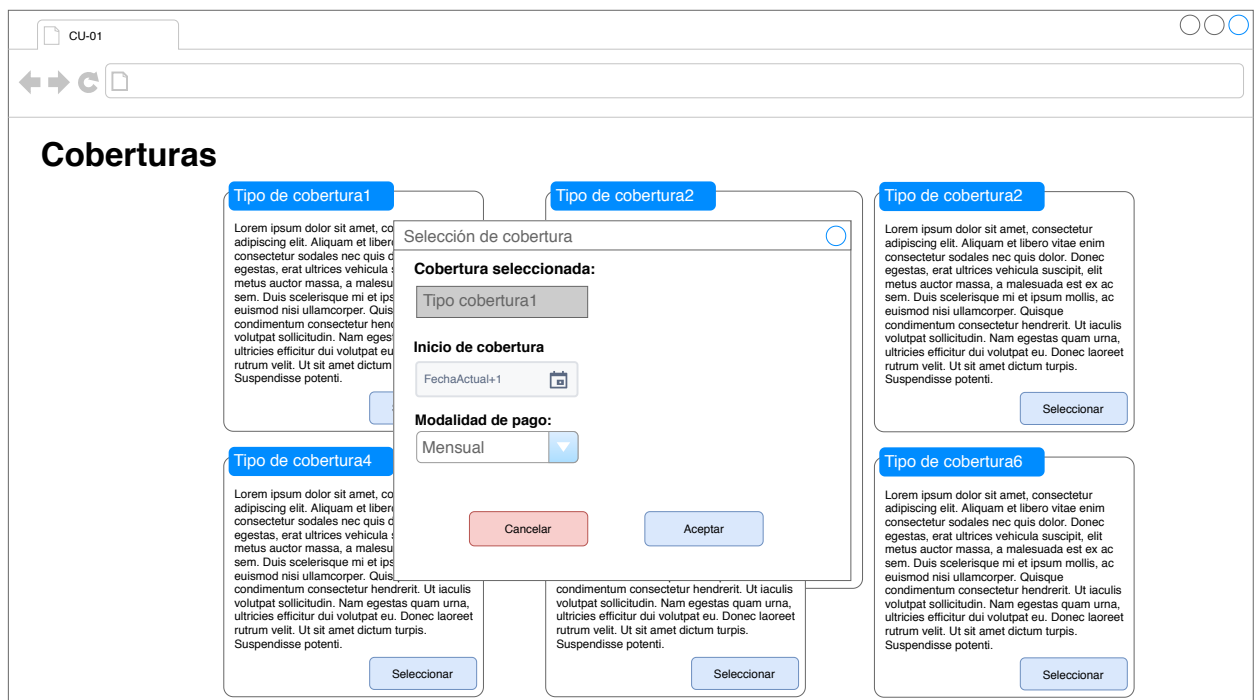 CU-01
Coberturas
Tipo de cobertura1
Lorem ipsum dolor sit amet,
adipiscing elit. Aliquam et
consectetur sodales nec quis
egestas, erat ultrices vehicula
metus auctor massa, a
sem. Duis scelerisque mi et
euismod nisi ullamcorper.
condimentum consectetur
volutpat sollicitudin. Nam
ultricies efficitur dui volutpat eu
rutrum velit. Ut sit amet dictum
Suspendisse potenti.
Tipo de cobertura2
Tipo de cobertura2
Lorem ipsum dolor sit amet, consectetur
adipiscing elit. Aliquam et libero vitae enim
consectetur sodales nec quis dolor. Donec
egestas, erat ultrices vehicula suscipit, elit
metus auctor massa, a malesuada est ex ac
sem. Duis scelerisque mi et ipsum mollis, ac
euismod nisi ullamcorper. Quisque
condimentum consectetur hendrerit. Ut iaculis
volutpat sollicitudin. Nam egestas quam urna,
ultricies efficitur dui volutpat eu. Donec laoreet
rutrum velit. Ut sit amet dictum turpis.
Suspendisse potenti.
Seleccionar
Selección de cobertura
Cobertura seleccionada:
Tipo cobertura1
Inicio de cobertura
FechaActual+1
Modalidad de pago:
Mensual
Cancelar
Aceptar
Tipo de cobertura4
Lorem ipsum dolor sit amet,
adipiscing elit. Aliquam et
consectetur sodales nec quis
egestas, erat ultrices vehicula
metus auctor massa, a
sem. Duis scelerisque mi et
euismod nisi ullamcorper.
condimentum consectetur hendrerit. Ut iaculis
volutpat sollicitudin. Nam egestas quam urna,
ultricies efficitur dui volutpat eu. Donec laoreet
rutrum velit. Ut sit amet dictum turpis.
Suspendisse potenti.
Seleccionar
condimentum consectetur hendrerit. Ut iaculis
volutpat sollicitudin. Nam egestas quam urna,
ultricies efficitur dui volutpat eu. Donec laoreet
rutrum velit. Ut sit amet dictum turpis.
Suspendisse potenti.
Seleccionar
Tipo de cobertura6
Lorem ipsum dolor sit amet, consectetur
adipiscing elit. Aliquam et libero vitae enim
consectetur sodales nec quis dolor. Donec
egestas, erat ultrices vehicula suscipit, elit
metus auctor massa, a malesuada est ex ac
sem. Duis scelerisque mi et ipsum mollis, ac
euismod nisi ullamcorper. Quisque
condimentum consectetur hendrerit. Ut iaculis
volutpat sollicitudin. Nam egestas quam urna,
ultricies efficitur dui volutpat eu. Donec laoreet
rutrum velit. Ut sit amet dictum turpis.
Suspendisse potenti.
Seleccionar